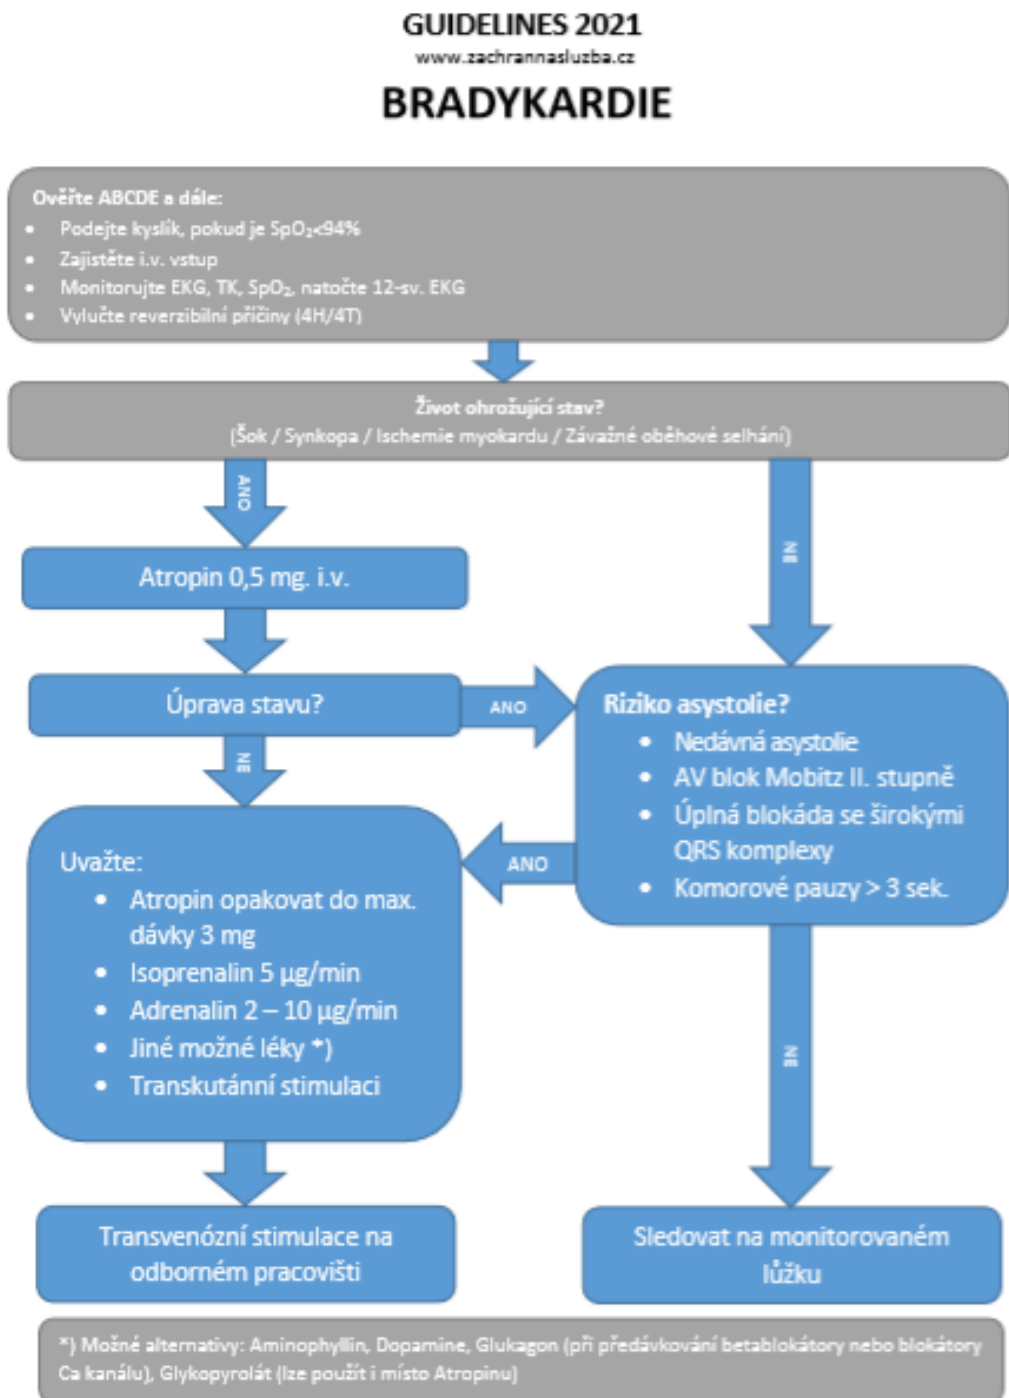 GUIDELINES 2021
www.zachrannasluzba.cz
BRADYKARDIE
Ověřte ABCDE a dále:
• Podejte kyslík, pokud je SpO₂<94%
• Zajistěte i.v. vstup
• Monitorujte EKG, TK, SpO₂, natočte 12-sv. EKG
• Vylučte reverzibilní příčiny (4H/4T)
Život ohrožující stav?
(Šok / Synkopa / Ischemie myokardu / Závažné oběhové selhání)
ANO
NE
Atropin 0,5 mg. i.v.
Úprava stavu?
ANO
NE
Riziko asystolie?
• Nedávná asystolie
• AV blok Mobitz II. stupně
• Úplná blokáda se širokými
QRS komplexy
• Komorové pauzy > 3 sek.
ANO
NE
Uvažte:
• Atropin opakovat do max.
dávky 3 mg
• Isoprenalin 5 µg/min
• Adrenalin 2 – 10 µg/min
• Jiné možné léky *)
• Transkutánní stimulaci
Transvenózní stimulace na
odborném pracovišti
Sledovat na monitorovaném
lůžku
*) Možné alternativy: Aminophyllin, Dopamine, Glukagon (při předávkování betablokátory nebo blokátory
Ca kanálu), Glykopyrolát (lze použít i místo Atropinu)